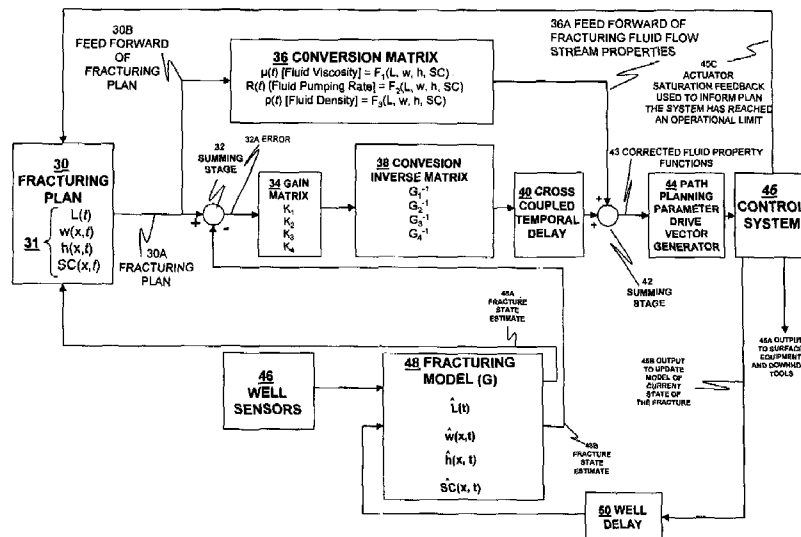 30B
FEED FORWARD
OF
FRACTURING
PLAN
36 CONVERSION MATRIX
μ(t) [Fluid Viscosity] = F₁(L, w, h, SC)
R(t) [Fluid Pumping Rate] = F₂(L, w, h, SC)
p(t) [Fluid Density] = F₃(L, w, h, SC)
36A FEED FORWARD OF
FRACTURING FLUID FLOW
STREAM PROPERTIES
45C
ACTUATOR
SATURATION FEEDBACK
USED TO INFORM PLAN
THE SYSTEM HAS REACHED
AN OPERATIONAL LIMIT
30
FRACTURING
PLAN
31
L(t)
w(x,t)
h(x,t)
SC(x,t)
30A
FRACTURING
PLAN
32
SUMMING
STAGE
32A ERROR
+
-
34 GAIN
MATRIX
K₁
K₂
K₃
K₄
38 CONVESION
INVERSE MATRIX
G₁⁻¹
G₂⁻¹
G₃⁻¹
G₄⁻¹
40 CROSS
COUPLED
TEMPORAL
DELAY
+
+
42
SUMMING
STAGE
43 CORRECTED FLUID PROPERTY
FUNCTIONS
44 PATH
PLANNING
PARAMETER
DRIVE
VECTOR
GENERATOR
45
CONTROL
SYSTEM
45A OUTPUT
TO SURFACE
EQUIPMENT
AND DOWNHOLE
TOOLS
45B OUTPUT
TO UPDATE
MODEL OF
CURRENT
STATE OF
THE FRACTURE
46
WELL
SENSORS
48A
FRACTURE
STATE
ESTIMATE
48 FRACTURING
MODEL (G)
L̂(t)
ŵ(x,t)
ĥ(x, t)
ŜC(x, t)
48B
FRACTURE
STATE
ESTIMATE
50 WELL
DELAY